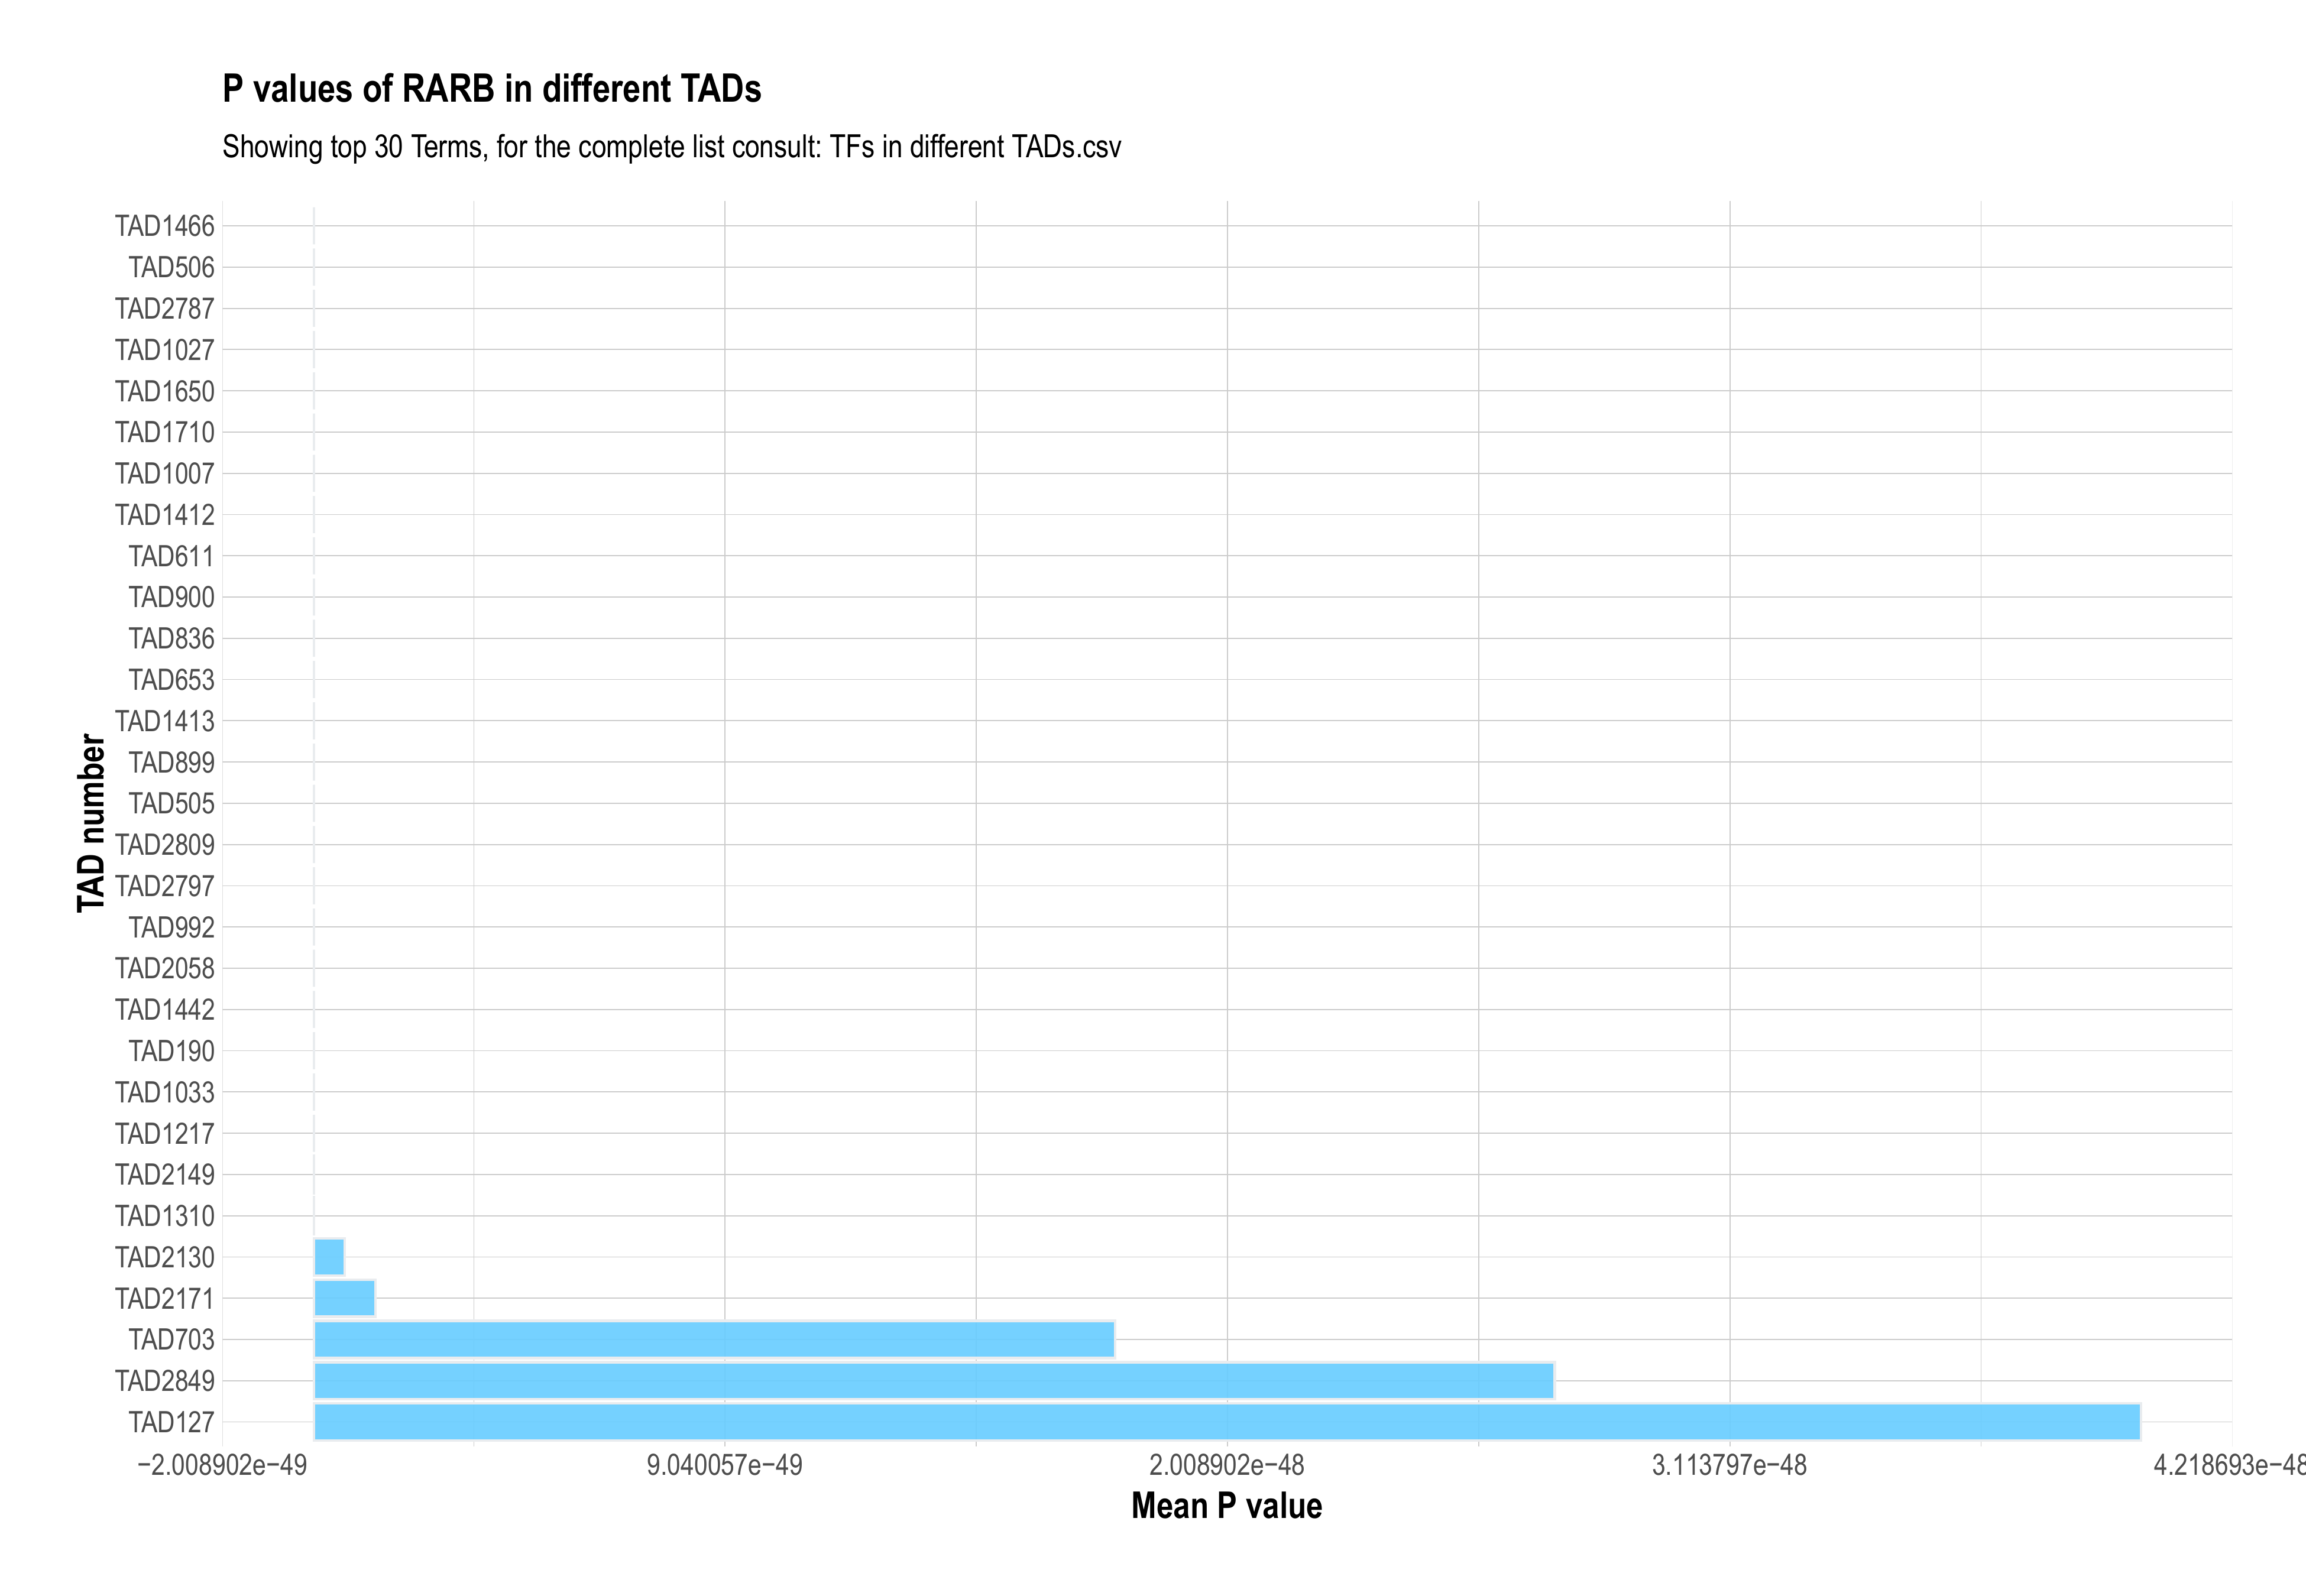 P values of RARB in different TADs
Showing top 30 Terms, for the complete list consult: TFs in different TADs.csv
TAD number
TAD1466
TAD506
TAD2787
TAD1027
TAD1650
TAD1710
TAD1007
TAD1412
TAD611
TAD900
TAD836
TAD653
TAD1413
TAD899
TAD505
TAD2809
TAD2797
TAD992
TAD2058
TAD1442
TAD190
TAD1033
TAD1217
TAD2149
TAD1310
TAD2130
TAD2171
TAD703
TAD2849
TAD127
−2.008902e−49 9.040057e−49 2.008902e−48 3.113797e−48 4.218693e−48
Mean P value